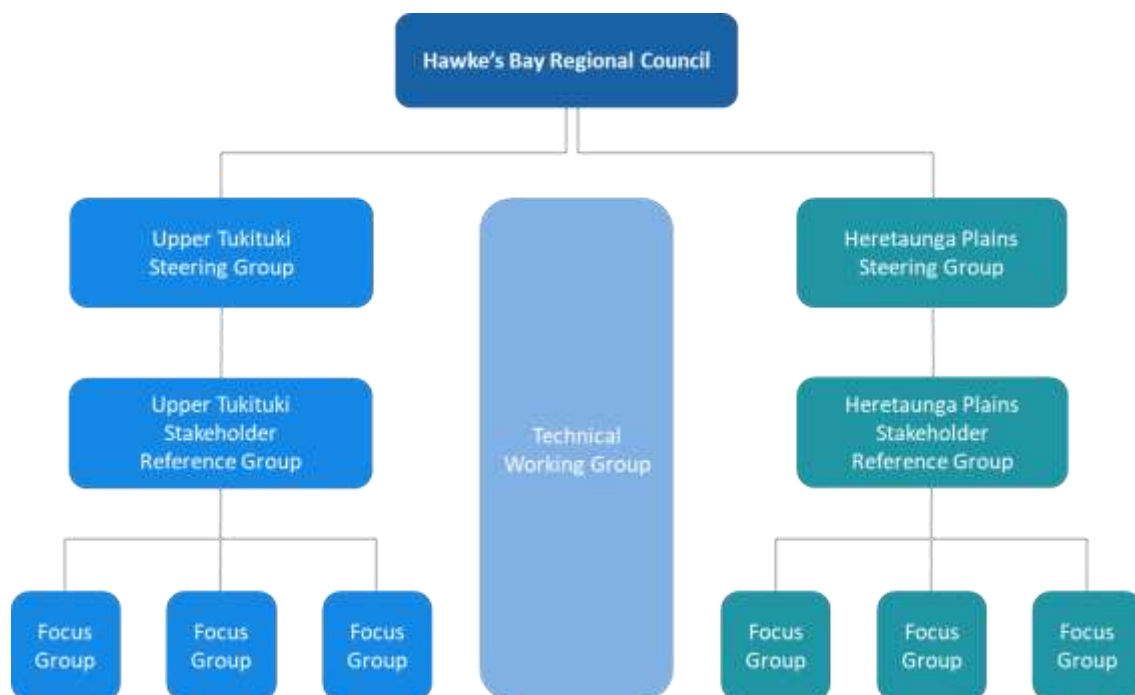 Hawke's Bay Regional Council
Upper Tukituki
Steering Group
Heretaunga Plains
Steering Group
Upper Tukituki
Stakeholder
Reference Group
Technical
Working Group
Heretaunga Plains
Stakeholder
Reference Group
Focus
Group
Focus
Group
Focus
Group
Focus
Group
Focus
Group
Focus
Group